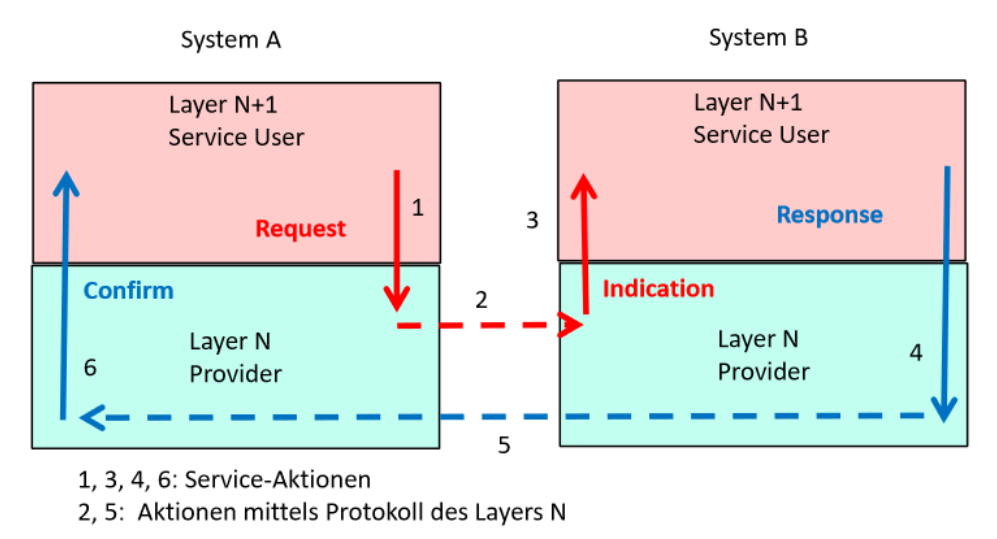 System A
System B
Layer N+1
Service User
Layer N+1
Service User
1
3
Request
Response
Confirm
2
Indication
Layer N
Provider
Layer N
Provider
6
4
5
1, 3, 4, 6: Service-Aktionen
2, 5: Aktionen mittels Protokoll des Layers N